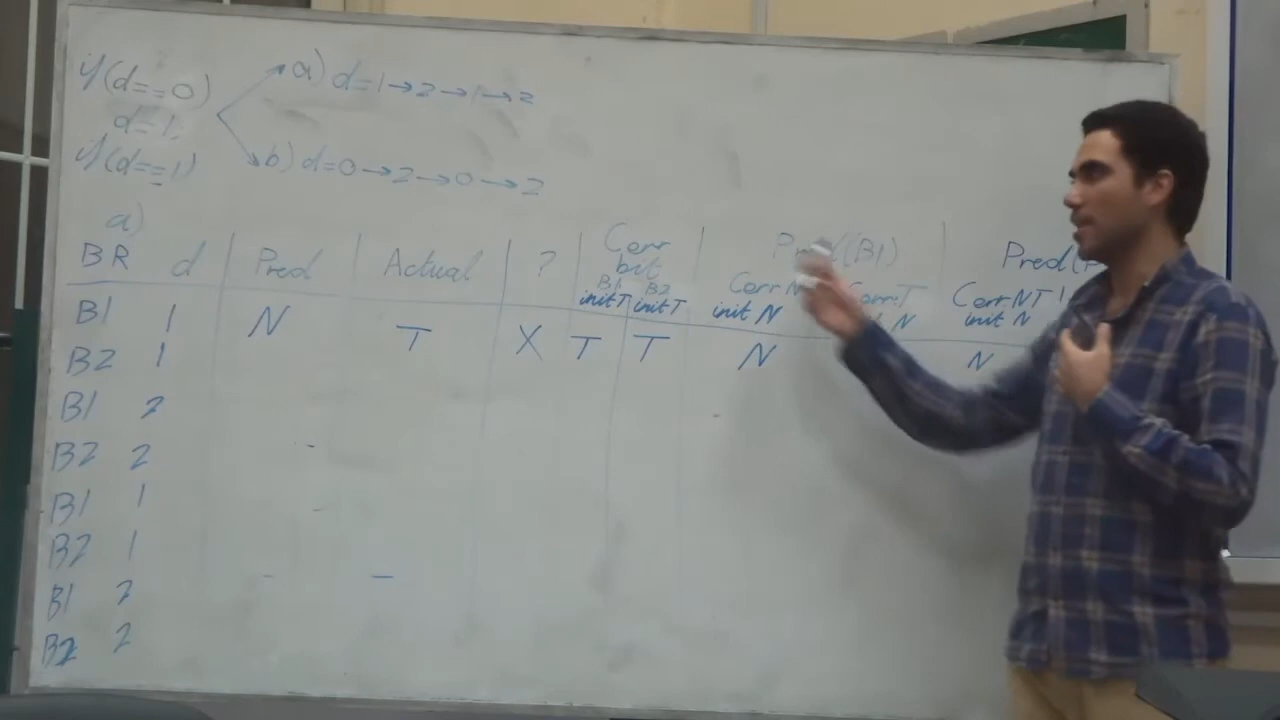 if(d==0)
d=1;
if(d==1)
a) d=1→2→1→2
b) d=0→2→0→2
a)
BR d Pred Actual ? Corr bit Pred(B1) Pred(
B1 init T B2 init T Corr N init N Corr T N Corr NT init N
B1 1 N T X T T N N
B2 1
B1 2
B2 2
B1 1
B2 1
B1 2
B2 2